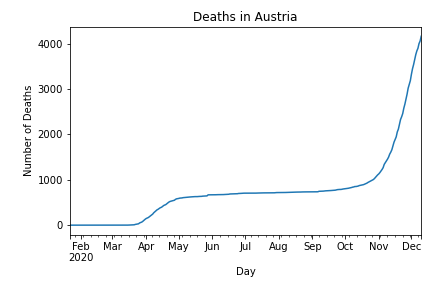 Deaths in Austria
Number of Deaths
4000
3000
2000
1000
0
Feb Mar Apr May Jun Jul Aug Sep Oct Nov Dec
2020
Day